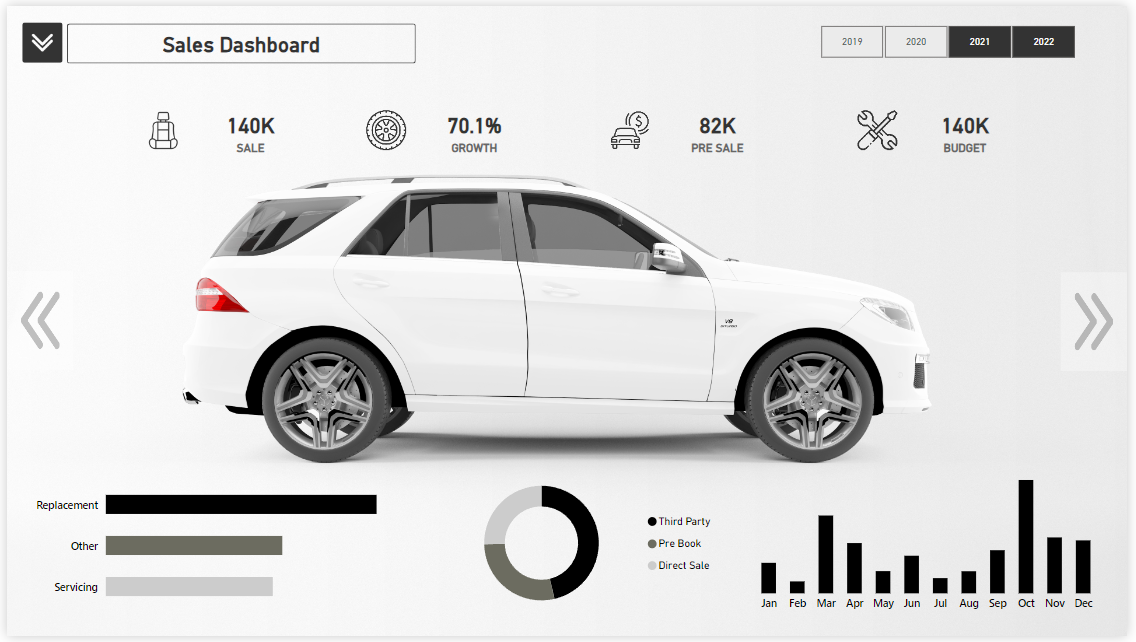 Sales Dashboard
2019 2020 2021 2022
140K 70.1% 82K 140K
SALE GROWTH PRE SALE BUDGET
V8
Replacement
Other
Servicing
Third Party
Pre Book
Direct Sale
Jan Feb Mar Apr May Jun Jul Aug Sep Oct Nov Dec